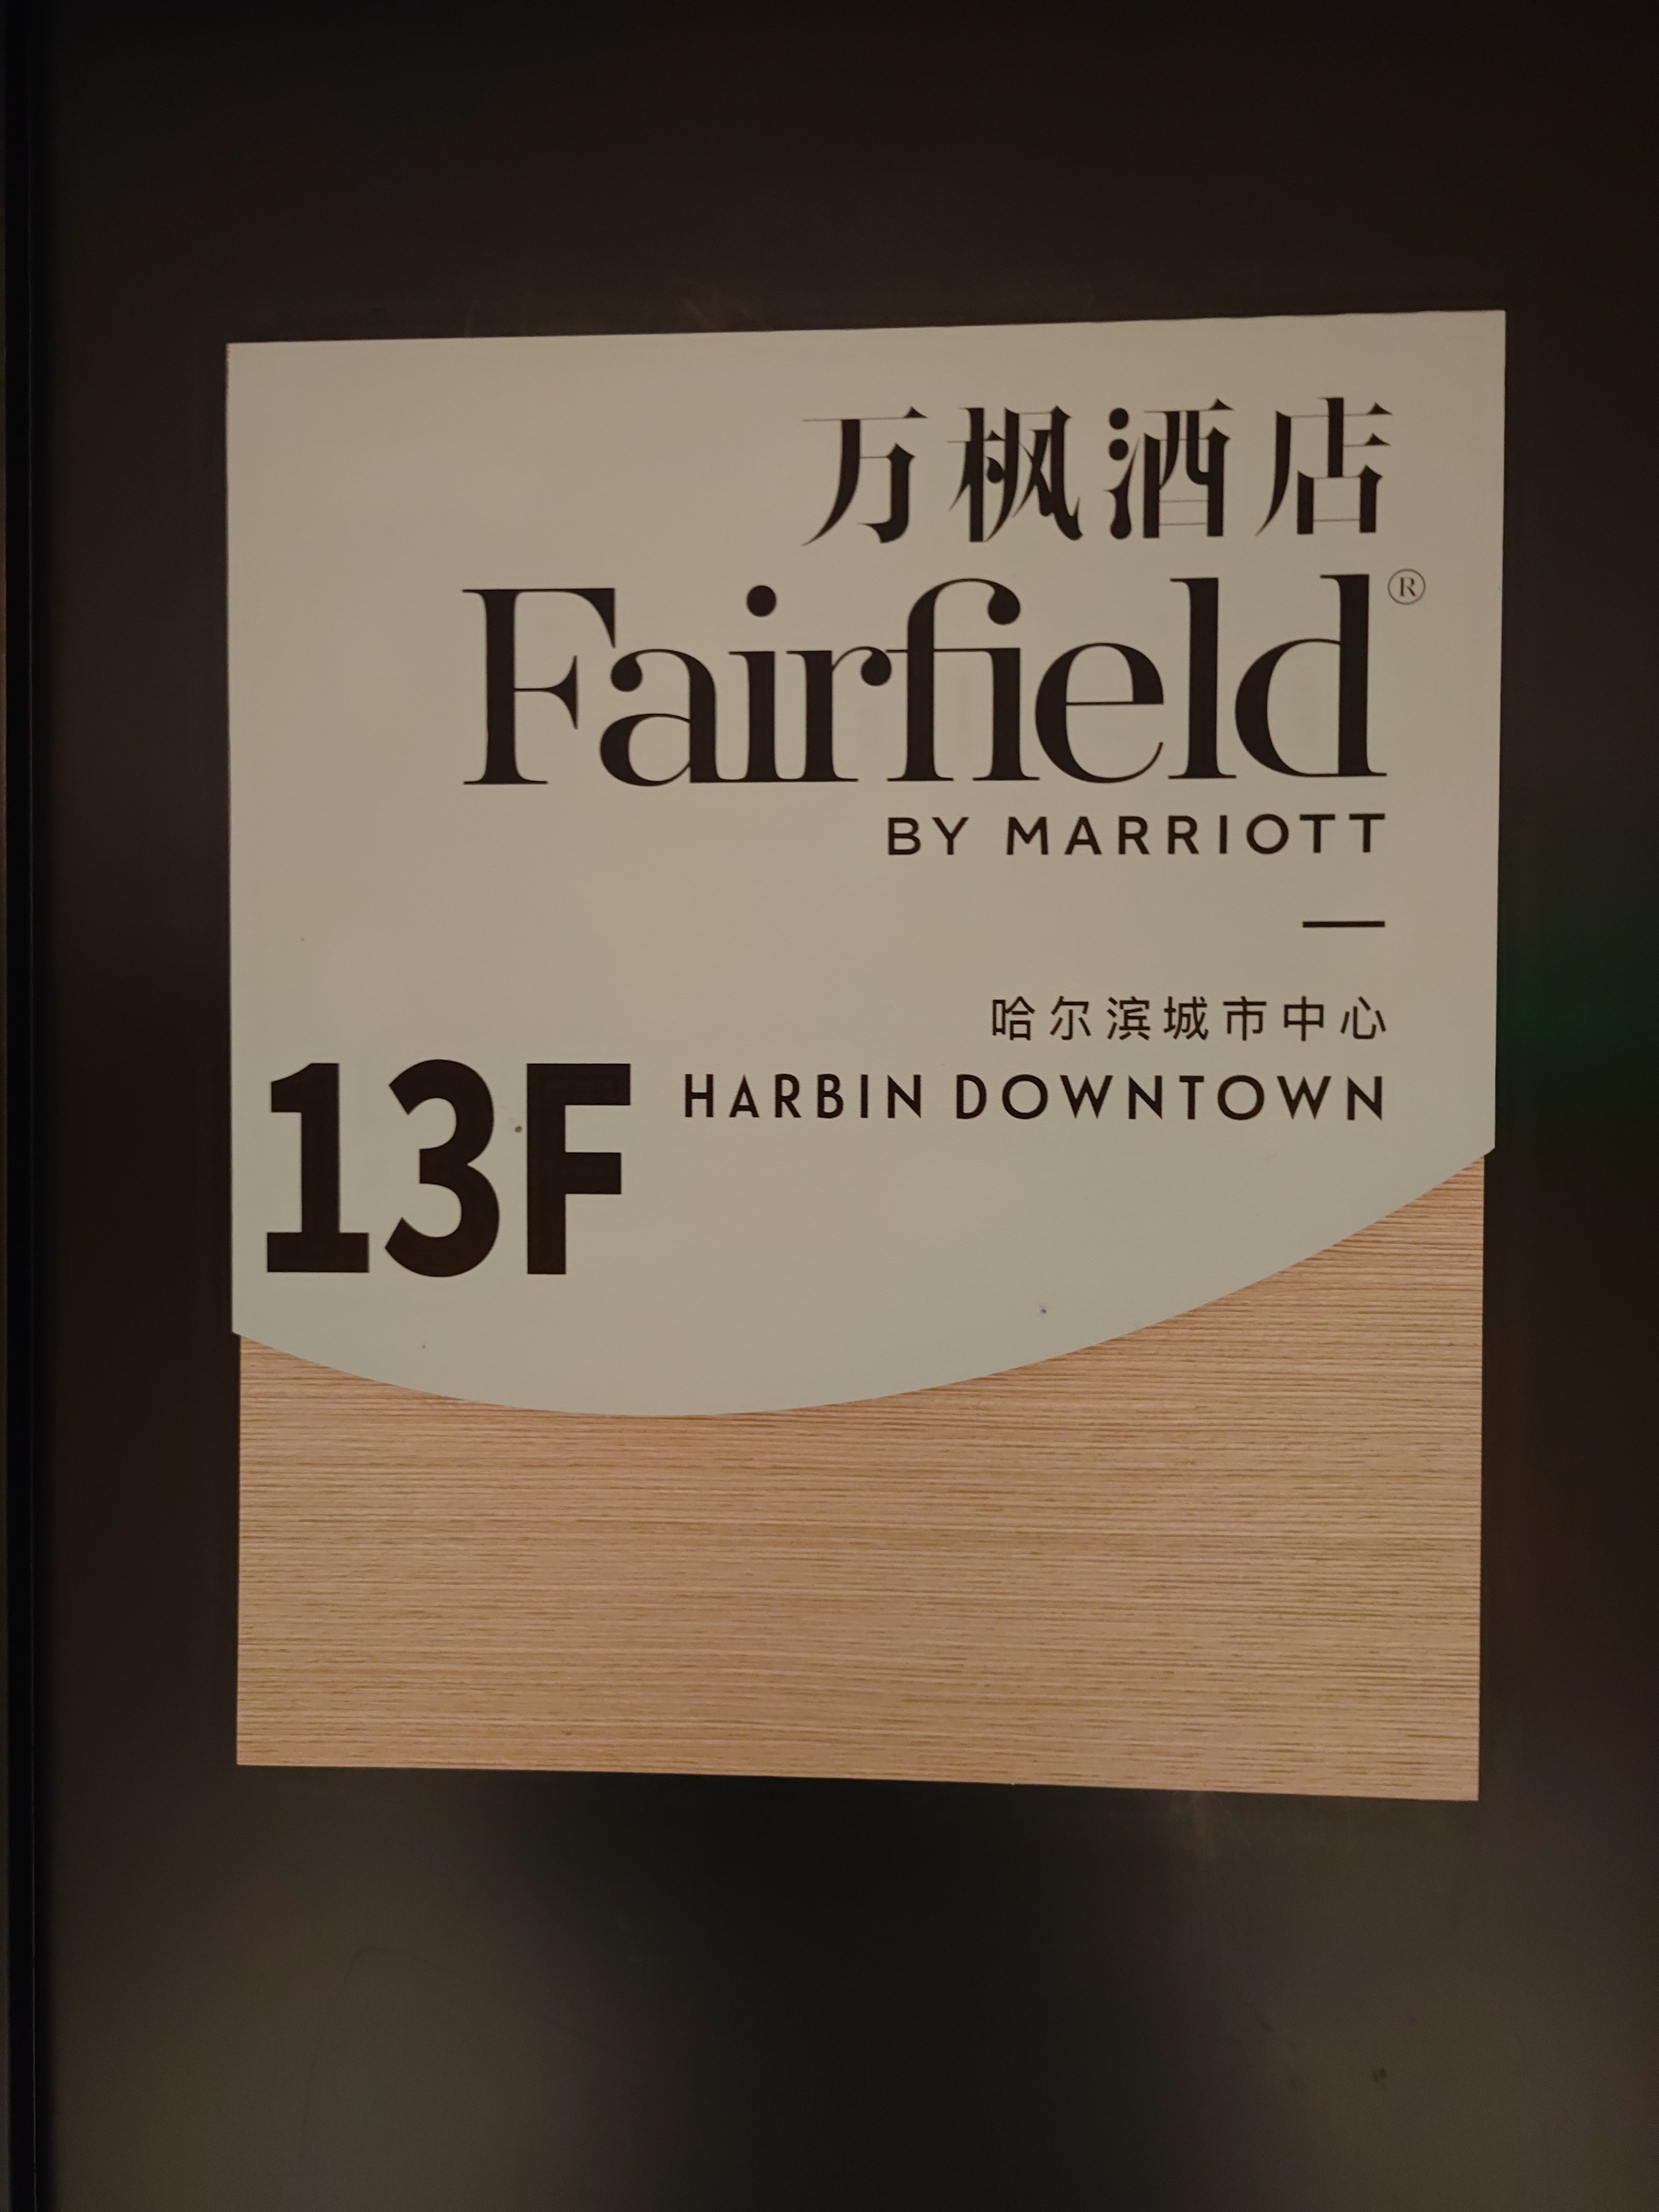 万枫酒店
Fairfield®
BY MARRIOTT
哈尔滨城市中心
HARBIN DOWNTOWN
13F